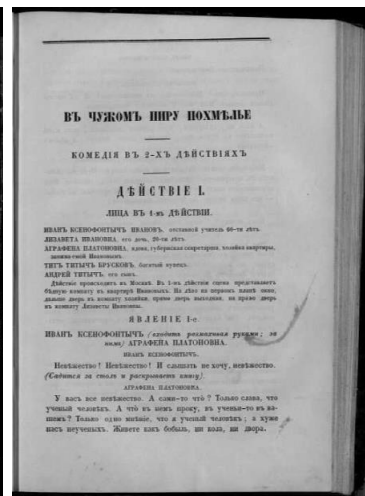 ВЪ ЧУЖОМЪ ПИРУ ПОХМѢЛЬЕ
КОМЕДІЯ ВЪ 2-ХЪ ДѢЙСТВІЯХЪ
ДѢЙСТВІЕ I.
ЛИЦА ВЪ 1-мъ ДѢЙСТВІИ.
ИВАНЪ КСЕНОФОНТЫЧЪ ИВАНОВЪ, отставной учитель 60-ти лѣтъ.
ЛИЗАВЕТА ИВАНОВНА, его дочь, 20-ти лѣтъ.
АГРАФЕНА ПЛАТОНОВНА, вдова, губернская секретарша, хозяйка квартиры,
занимаемой Ивановымъ.
ТИТЪ ТИТЫЧЪ БРУСКОВЪ, богатый купецъ.
АНДРЕЙ ТИТЫЧЪ, его сынъ.
Дѣйствіе происходитъ въ Москвѣ. Въ 1-мъ дѣйствіи сцена представляетъ
бѣдную комнату въ квартирѣ Ивановыхъ. На лѣво на первомъ планѣ окно,
дальше дверь въ комнату хозяйки, прямо дверь выходная, на право дверь
въ комнату Лизаветы Ивановны.
ЯВЛЕНІЕ 1-е.
ИВАНЪ КСЕНОФОНТЫЧЪ (входитъ размахивая руками; за
нимъ) АГРАФЕНА ПЛАТОНОВНА.
ИВАНЪ КСЕНОФОНТЫЧЪ.
Невѣжество! Невѣжество! И слышать не хочу, невѣжество.
(Садится за столъ и раскрываетъ книгу).
АГРАФЕНА ПЛАТОНОВНА.
У васъ все невѣжество. А сами-то что? Только слава, что
ученый человѣкъ. А что въ немъ проку, въ ученьи-то въ ва-
шемъ? Только одно мнѣніе, что я ученый человѣкъ; а хуже
насъ неученыхъ. Живете какъ бобыль, ни кола, ни двора.